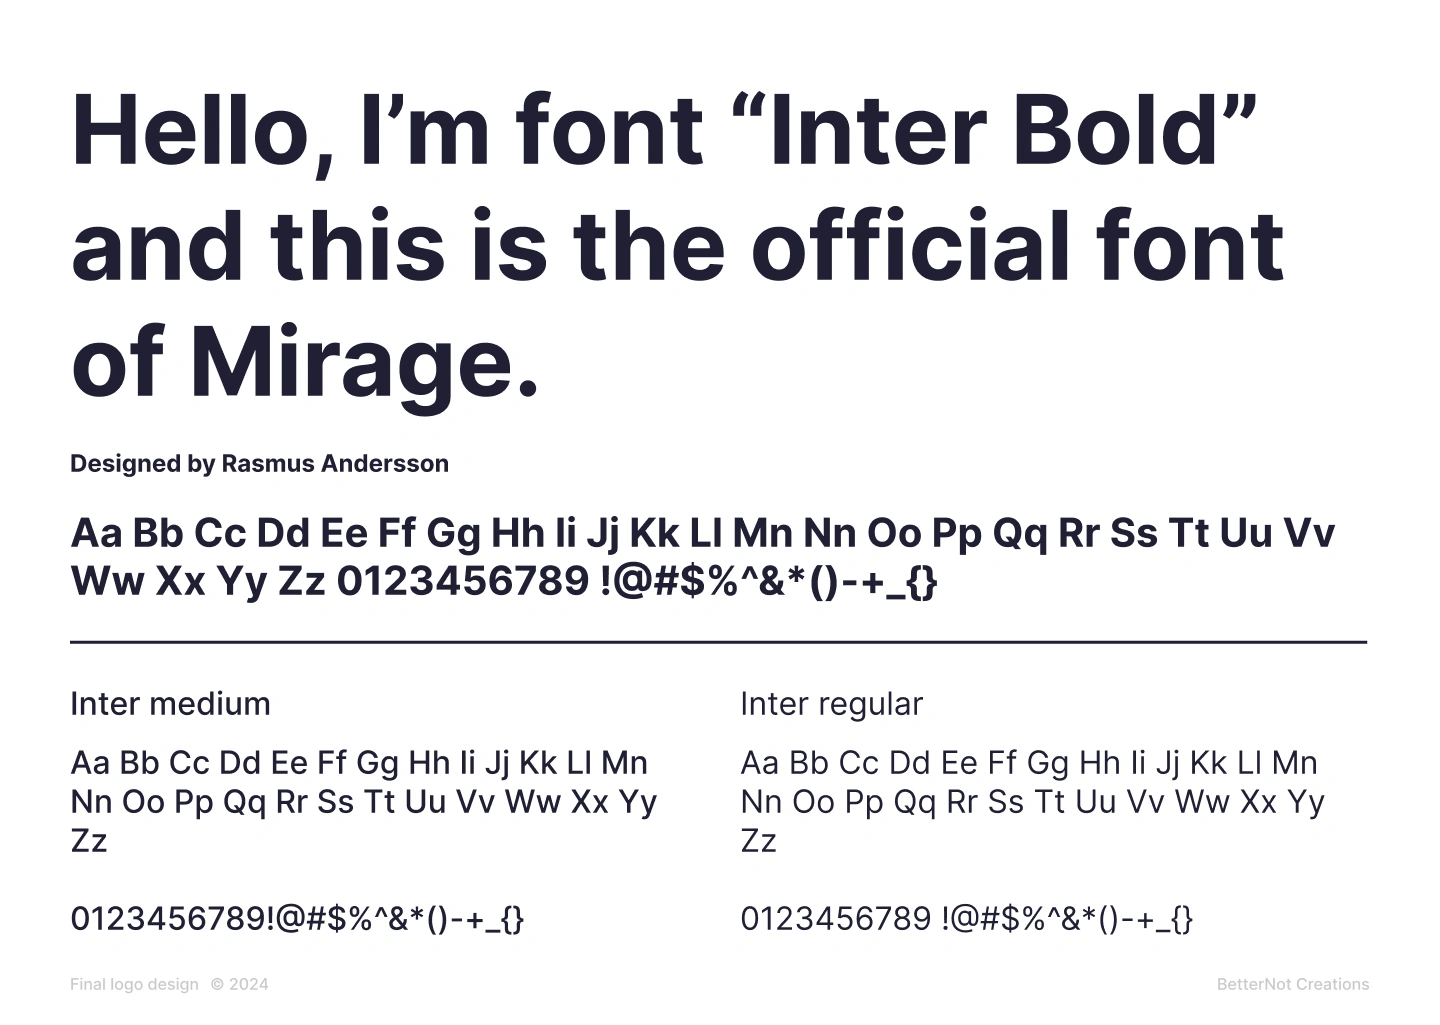 Hello, I’m font “Inter Bold”
and this is the official font
of Mirage.
Designed by Rasmus Andersson
Aa Bb Cc Dd Ee Ff Gg Hh Ii Jj Kk Ll Mn Nn Oo Pp Qq Rr Ss Tt Uu Vv
Ww Xx Yy Zz 0123456789 !@#$%^&*()-+_{}
Inter medium
Aa Bb Cc Dd Ee Ff Gg Hh Ii Jj Kk Ll Mn
Nn Oo Pp Qq Rr Ss Tt Uu Vv Ww Xx Yy
Zz
0123456789!@#$%^&*()-+_{}
Inter regular
Aa Bb Cc Dd Ee Ff Gg Hh Ii Jj Kk Ll Mn
Nn Oo Pp Qq Rr Ss Tt Uu Vv Ww Xx Yy
Zz
0123456789 !@#$%^&*()-+_{}
Final logo design © 2024
BetterNot Creations